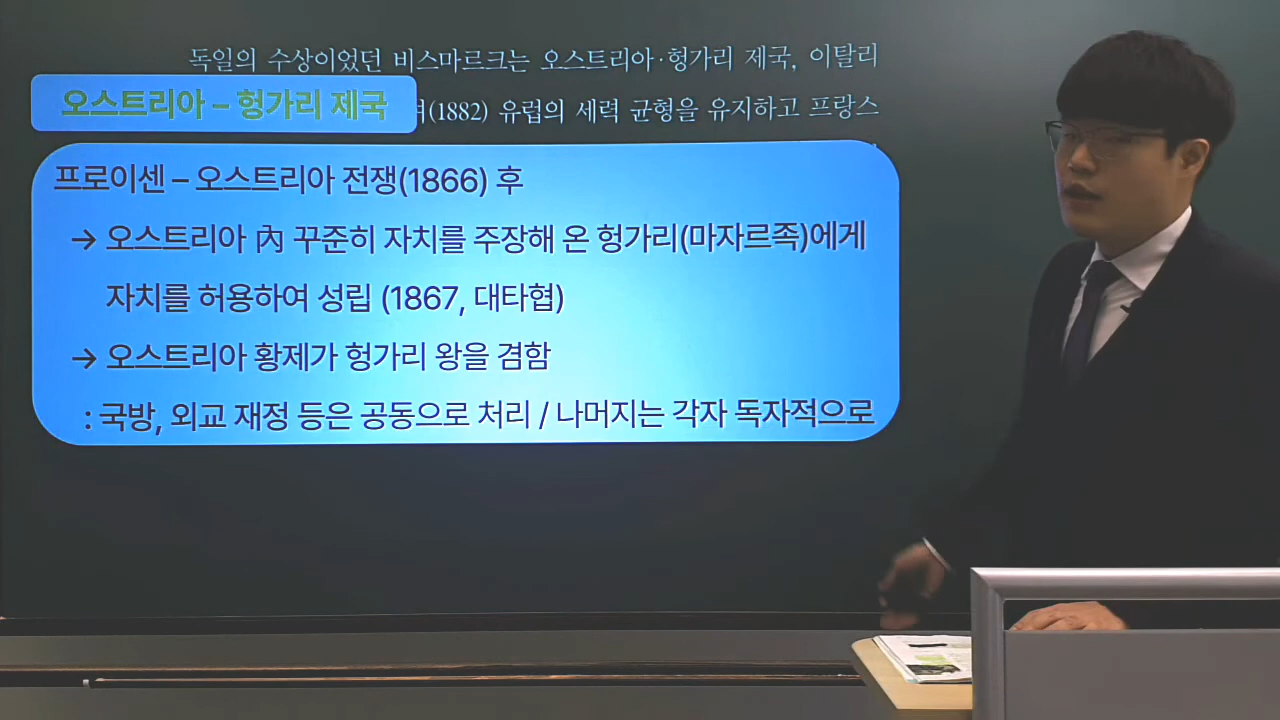 독일의 수상이었던 비스마르크는 오스트리아·헝가리 제국, 이탈리
오스트리아 – 헝가리 제국
(1882) 유럽의 세력 균형을 유지하고 프랑스
프로이센 – 오스트리아 전쟁(1866) 후
→ 오스트리아 內 꾸준히 자치를 주장해 온 헝가리(마자르족)에게
자치를 허용하여 성립 (1867, 대타협)
→ 오스트리아 황제가 헝가리 왕을 겸함
: 국방, 외교 재정 등은 공동으로 처리 / 나머지는 각자 독자적으로